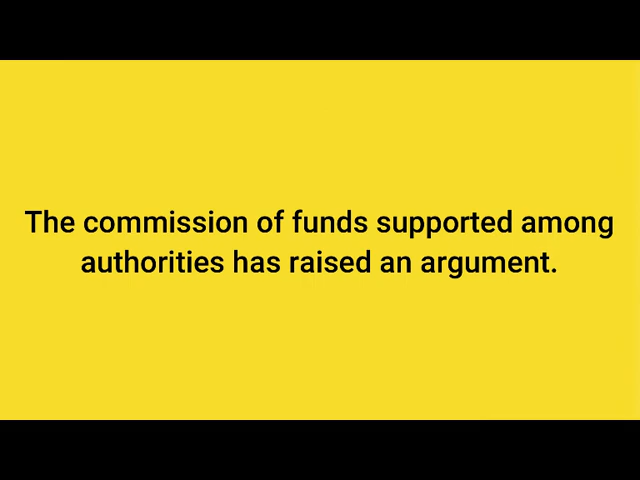 The commission of funds supported among
authorities has raised an argument.